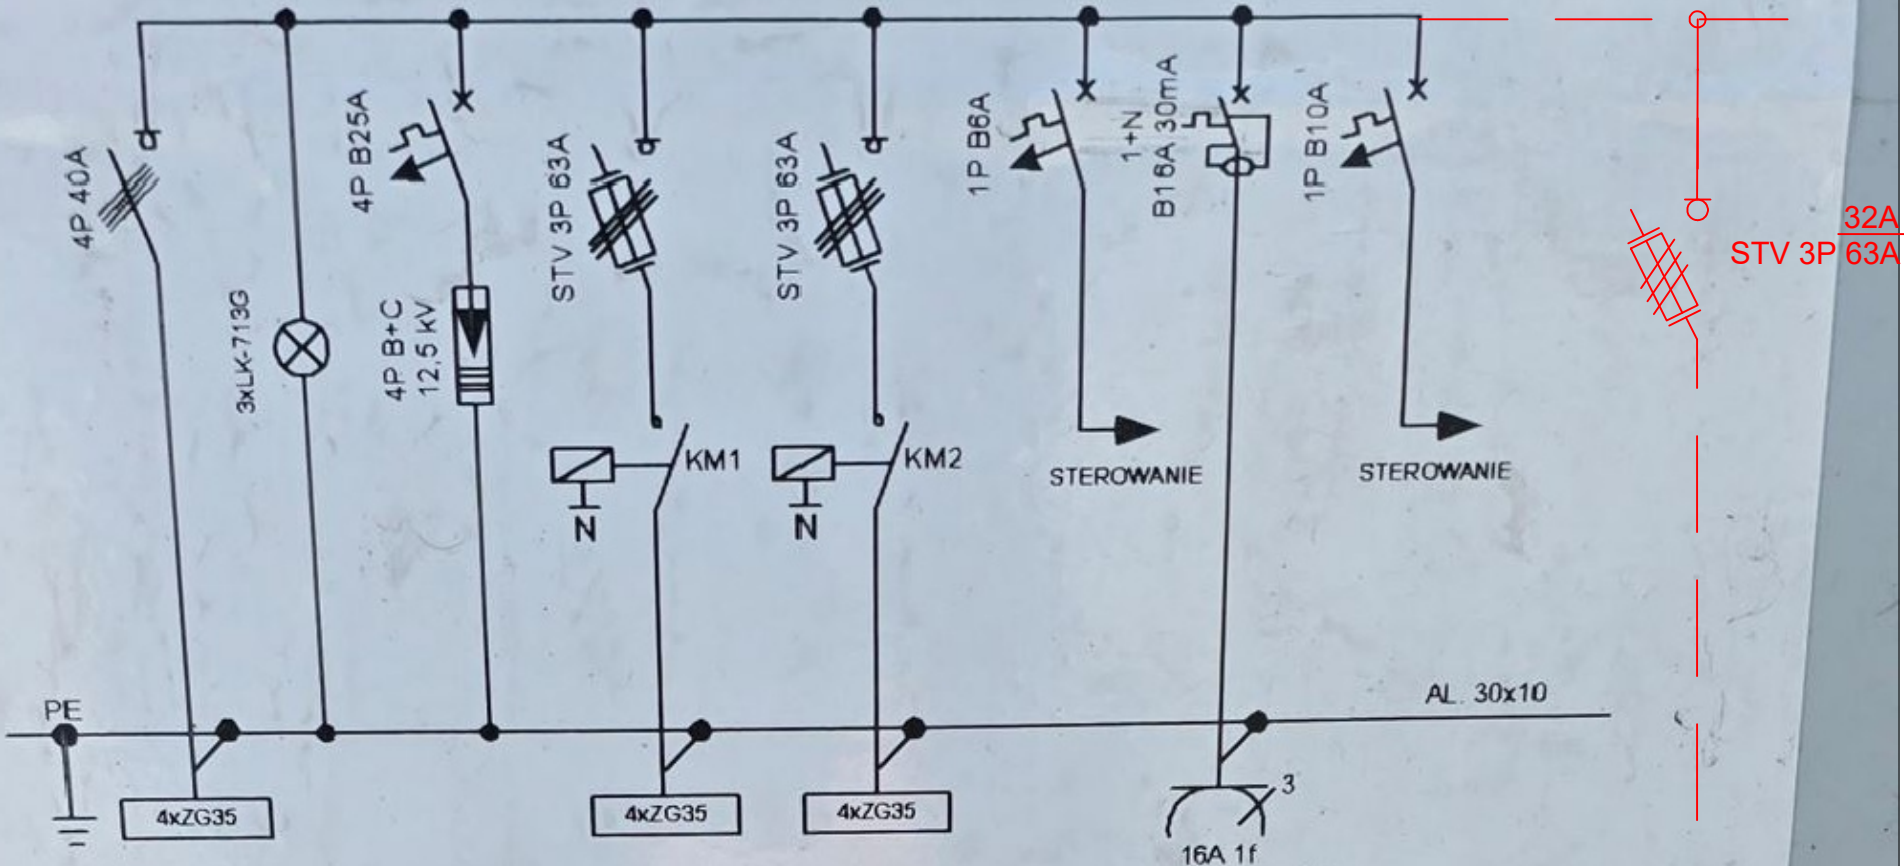 4P 40A
3xLK-713G
4P B25A
4P B+C
12,5 kV
STV 3P 63A
KM1
N
STV 3P 63A
KM2
N
1P B6A
STEROWANIE
1+N
B16A 30mA
1P B10A
STEROWANIE
32A
STV 3P 63A
PE
AL. 30x10
4xZG35
4xZG35
4xZG35
3
16A 1f